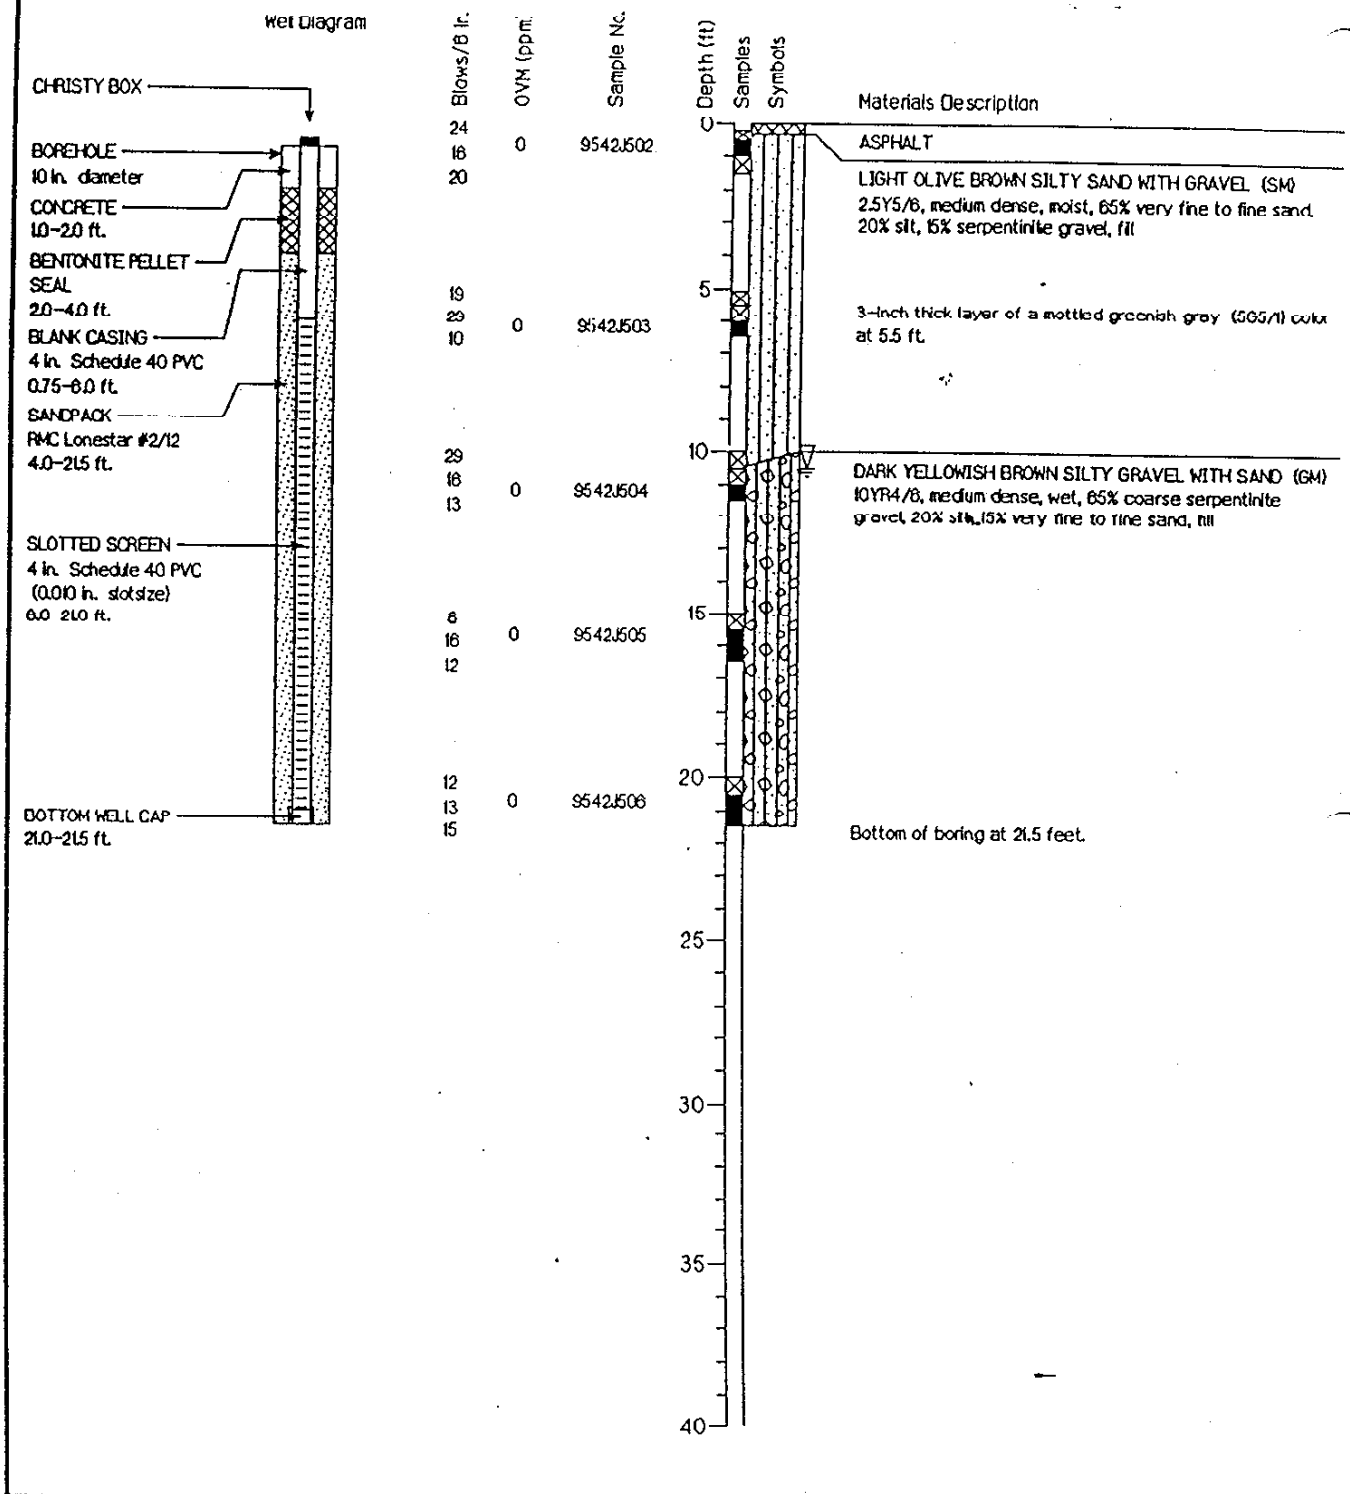 Well Diagram
Blows/6 in.
OVM (ppm)
Sample No.
Depth (ft)
Samples
Symbols
Materials Description
CHRISTY BOX
BOREHOLE
10 in. diameter
CONCRETE
1.0-2.0 ft.
BENTONITE PELLET
SEAL
2.0-4.0 ft.
BLANK CASING
4 in. Schedule 40 PVC
0.75-6.0 ft.
SANDPACK
RMC Lonestar #2/12
4.0-21.5 ft.
SLOTTED SCREEN
4 in. Schedule 40 PVC
(0.010 in. slotsize)
6.0 21.0 ft.
BOTTOM WELL CAP
21.0-21.5 ft.
24
16 0 9542J502
20
19
29
10 0 9542J503
29
16
13 0 9542J504
6
16 0 9542J505
12
12
13 0 9542J506
15
0
5
10
15
20
25
30
35
40
ASPHALT
LIGHT OLIVE BROWN SILTY SAND WITH GRAVEL (SM)
2.5Y5/6, medium dense, moist, 65% very fine to fine sand,
20% silt, 15% serpentinite gravel, fill
3-inch thick layer of a mottled greenish gray (5G5/1) color
at 5.5 ft.
DARK YELLOWISH BROWN SILTY GRAVEL WITH SAND (GM)
10YR4/6, medium dense, wet, 65% coarse serpentinite
gravel, 20% silt, 15% very fine to fine sand, fill
Bottom of boring at 21.5 feet.